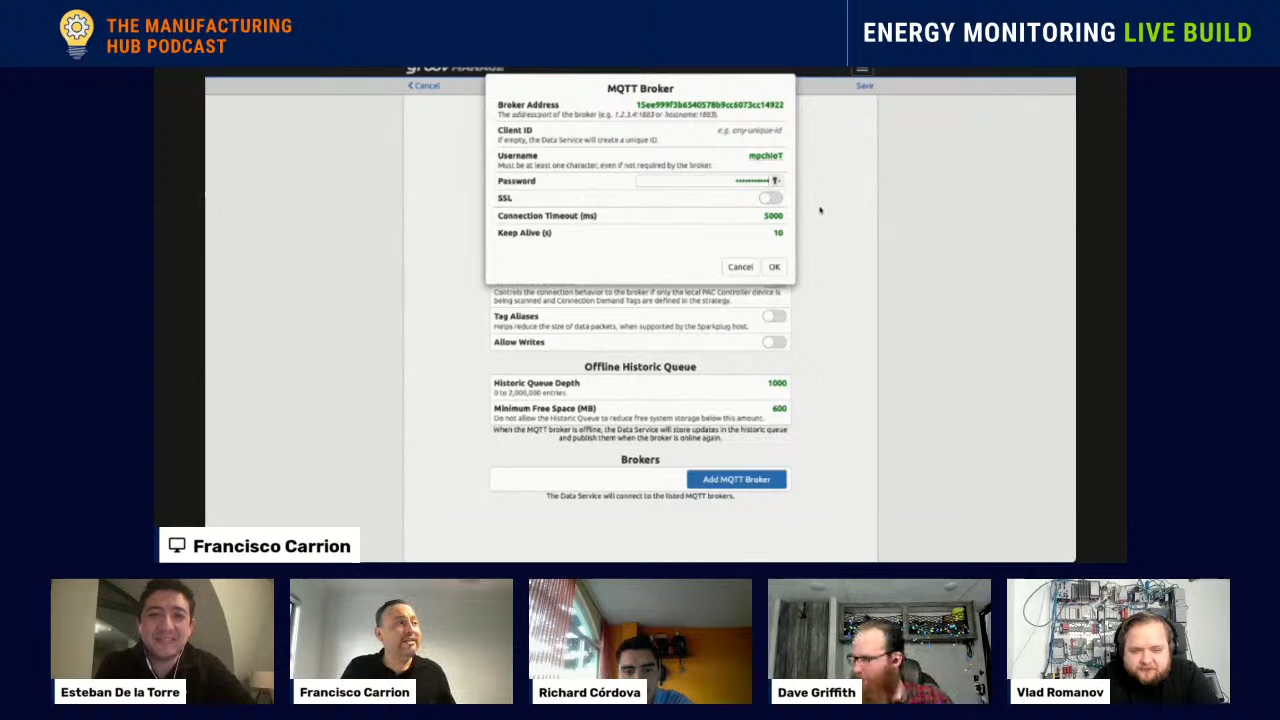 THE MANUFACTURING
HUB PODCAST
ENERGY MONITORING LIVE BUILD
groov MANAGE
Cancel
Save
MQTT Broker
Broker Address 15ee999f3b6540578b9cc6073cc14922
The address:port of the broker (e.g. 1.2.3.4:1883 or hostname:1883).
Client ID e.g. any-unique-id
If empty, the Data Service will create a unique ID.
Username mpchIoT
Must be at least one character, even if not required by the broker.
Password
SSL
Connection Timeout (ms) 5000
Keep Alive (s) 10
Cancel OK
Controls the connection behavior to the broker if only the local PAC Controller device is
being scanned and Connection Demand Tags are defined in the strategy.
Tag Aliases
Helps reduce the size of data packets, when supported by the Sparkplug host.
Allow Writes
Offline Historic Queue
Historic Queue Depth 1000
0 to 2,000,000 entries
Minimum Free Space (MB) 600
Do not allow the Historic Queue to reduce free system storage below this amount.
When the MQTT broker is offline, the Data Service will store updates in the historic queue
and publish them when the broker is online again.
Brokers
Add MQTT Broker
The Data Service will connect to the listed MQTT brokers.
Francisco Carrion
Esteban De la Torre
Francisco Carrion
Richard Córdova
Dave Griffith
Vlad Romanov